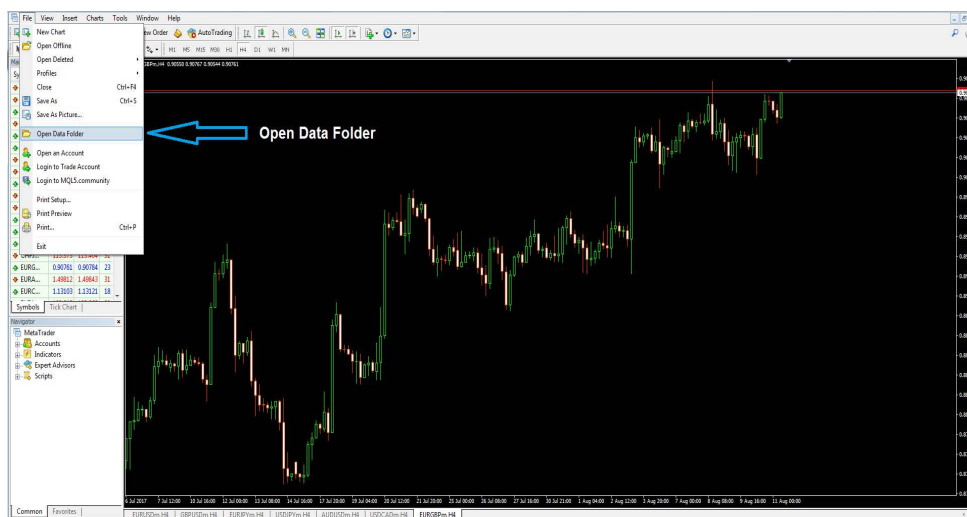 File View Insert Charts Tools Window Help
New Chart
Open Offline
Open Deleted
Profiles
Close Ctrl+F4
Save As Ctrl+S
Save As Picture...
Open Data Folder
Open an Account
Login to Trade Account
Login to MQL5.community
Print Setup...
Print Preview
Print... Ctrl+P
Exit
Order AutoTrading
M1 M5 M15 M30 H1 H4 D1 W1 MN
0.90558 0.90767 0.90544 0.90761
Open Data Folder
EURG... 0.90761 0.90784 23
EURA... 1.49812 1.49843 31
EURC... 1.13103 1.13121 18
Symbols Tick Chart
Navigator
MetaTrader
Accounts
Indicators
Expert Advisors
Scripts
Common Favorites
6 Jul 2017 7 Jul 12:00 10 Jul 16:00 12 Jul 00:00 13 Jul 08:00 14 Jul 16:00 17 Jul 20:00 19 Jul 04:00 20 Jul 12:00 21 Jul 20:00 25 Jul 00:00 26 Jul 08:00 27 Jul 16:00 30 Jul 21:00 1 Aug 04:00 2 Aug 12:00 3 Aug 20:00 7 Aug 00:00 8 Aug 08:00 9 Aug 16:00 11 Aug 00:00
EURUSDm,H4 GBPUSDm,H4 EURJPYm,H4 USDJPYm,H4 AUDUSDm,H4 USDCADm,H4 EURGBPm,H4